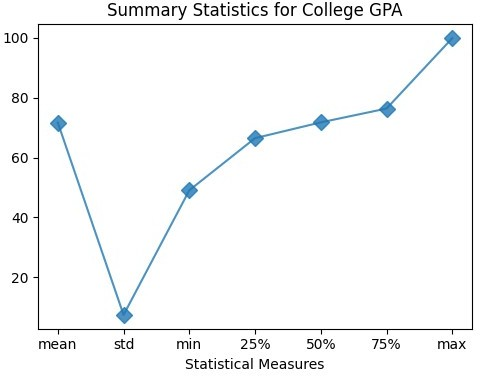 Summary Statistics for College GPA
100
80
60
40
20
mean std min 25% 50% 75% max
Statistical Measures